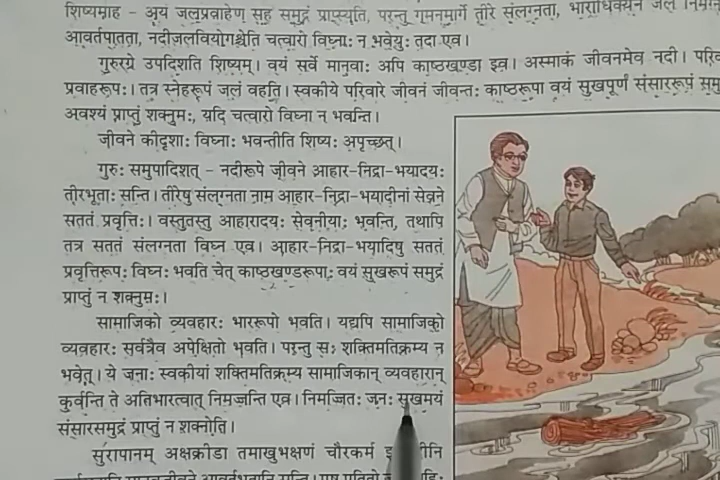 शिष्यमाह - अयं जलप्रवाहेण सह समुद्रं प्राप्स्यति, परन्तु गमनमार्गे तीरे संलग्नता, भाराधिक्येन जले
आवर्तपातता, नदीजलवियोगश्चेति चत्वारो विघ्नाः न भवेयुः तदा एव।
गुरुरग्रे उपदिशति शिष्यम्। वयं सर्वे मानवाः अपि काष्ठखण्डा इव। अस्माकं जीवनमेव नदी।
प्रवाहरूपः। तत्र स्नेहरूपं जलं वहति। स्वकीये परिवारे जीवनं जीवन्तः काष्ठरूपा वयं सुखपूर्णं संसाररूपं
अवश्यं प्राप्तुं शक्नुमः, यदि चत्वारो विघ्ना न भवन्ति।
जीवने कीदृशाः विघ्नाः भवन्तीति शिष्यः अपृच्छत्।
गुरुः समुपादिशत् - नदीरूपे जीवने आहार-निद्रा-भयादयः
तीरभूताः सन्ति। तीरेषु संलग्नता नाम आहार-निद्रा-भयादीनां सेवने
सततं प्रवृत्तिः। वस्तुतस्तु आहारादयः सेवनीयाः भवन्ति, तथापि
तत्र सततं संलग्नता विघ्न एव। आहार-निद्रा-भयादिषु सततं
प्रवृत्तिरूपः विघ्नः भवति चेत् काष्ठखण्डरूपाः वयं सुखरूपं समुद्रं
प्राप्तुं न शक्नुमः।
सामाजिको व्यवहारः भाररूपो भवति। यद्यपि सामाजिको
व्यवहारः सर्वत्रैव अपेक्षितो भवति। परन्तु सः शक्तिमतिक्रम्य न
भवेत्। ये जनाः स्वकीयां शक्तिमतिक्रम्य सामाजिकान् व्यवहारान्
कुर्वन्ति ते अतिभारत्वात् निमज्जन्ति एव। निमज्जितः जनः सुखमयं
संसारसमुद्रं प्राप्तुं न शक्नोति।
सुरापानम् अक्षक्रीडा तमाखुभक्षणं चौरकर्म